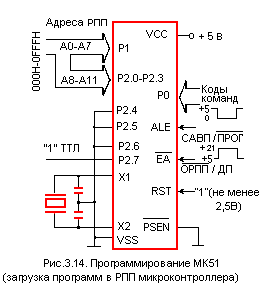 Адреса РПП
000H-0FFFH
A0-A7
A8-A11
"1" ТТЛ
P1
P2.0-P2.3
P2.4
P2.5
P2.6
P2.7
X1
X2
VSS
VCC
P0
ALE
EA
RST
PSEN
+ 5 В
Коды
команд
+5
0
САВП / ПРОГ
+21
+5
ОРПП / ДП
"1"(не менее
2,5В)
Рис.3.14. Программирование МК51
(загрузка программ в РПП микроконтроллера)